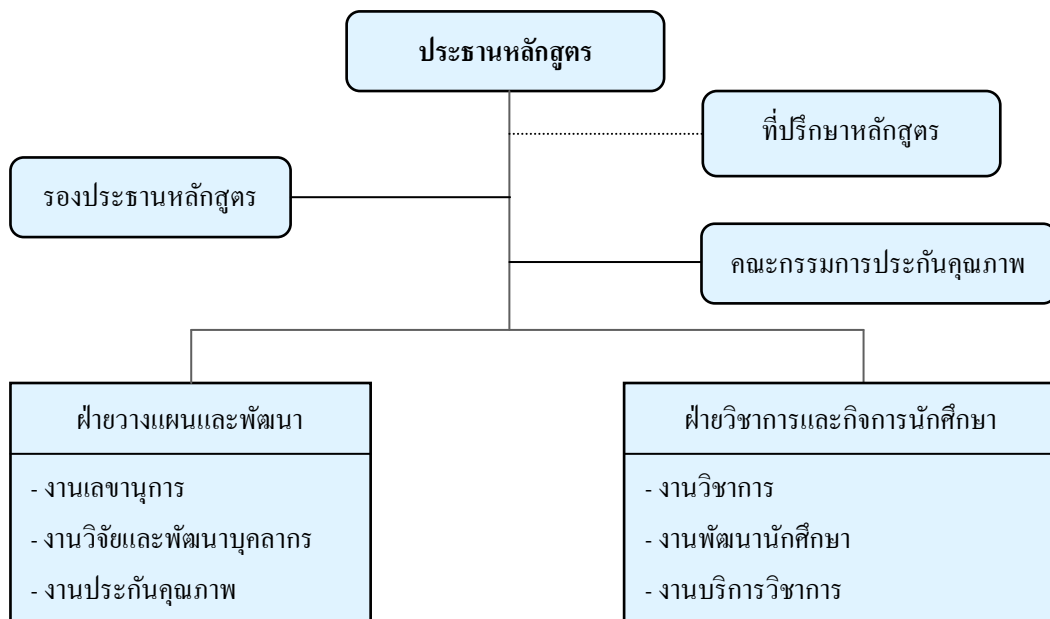 ประธานหลักสูตร
ที่ปรึกษาหลักสูตร
รองประธานหลักสูตร
คณะกรรมการประกันคุณภาพ
ฝ่ายวางแผนและพัฒนา
- งานเลขานุการ
- งานวิจัยและพัฒนาบุคลากร
- งานประกันคุณภาพ
ฝ่ายวิชาการและกิจการนักศึกษา
- งานวิชาการ
- งานพัฒนานักศึกษา
- งานบริการวิชาการ